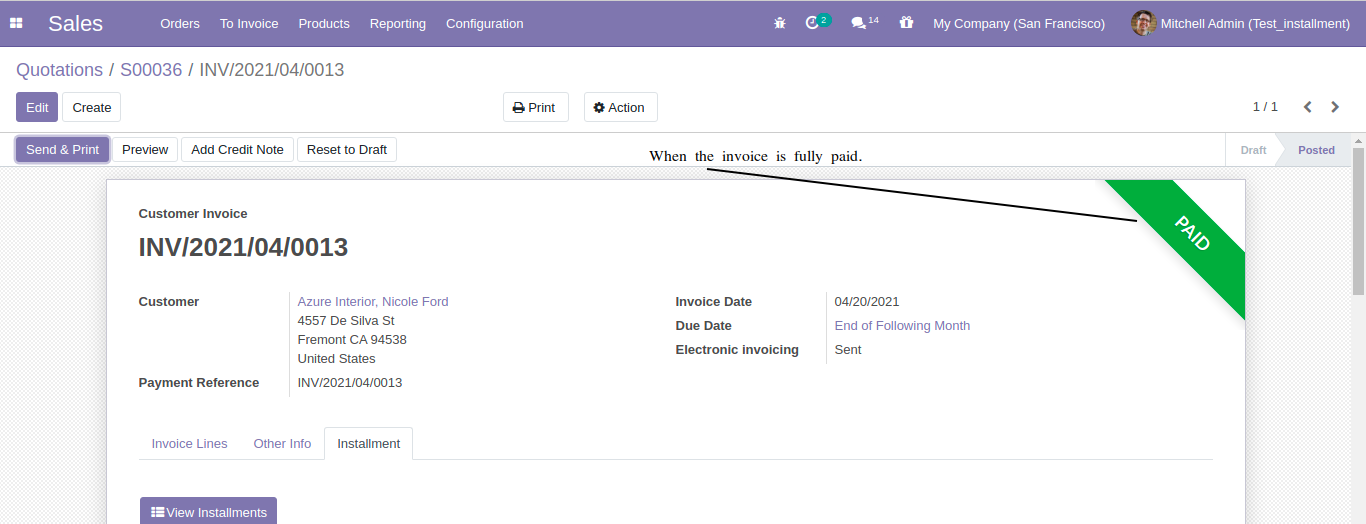 Sales Orders To Invoice Products Reporting Configuration 2 14 My Company (San Francisco) Mitchell Admin (Test_installment)
Quotations / S00036 / INV/2021/04/0013
Edit Create Print Action 1 / 1
Send & Print Preview Add Credit Note Reset to Draft When the invoice is fully paid. Draft Posted
PAID
Customer Invoice
INV/2021/04/0013
Customer Azure Interior, Nicole Ford Invoice Date 04/20/2021
4557 De Silva St Due Date End of Following Month
Fremont CA 94538 Electronic invoicing Sent
United States
Payment Reference INV/2021/04/0013
Invoice Lines Other Info Installment
View Installments